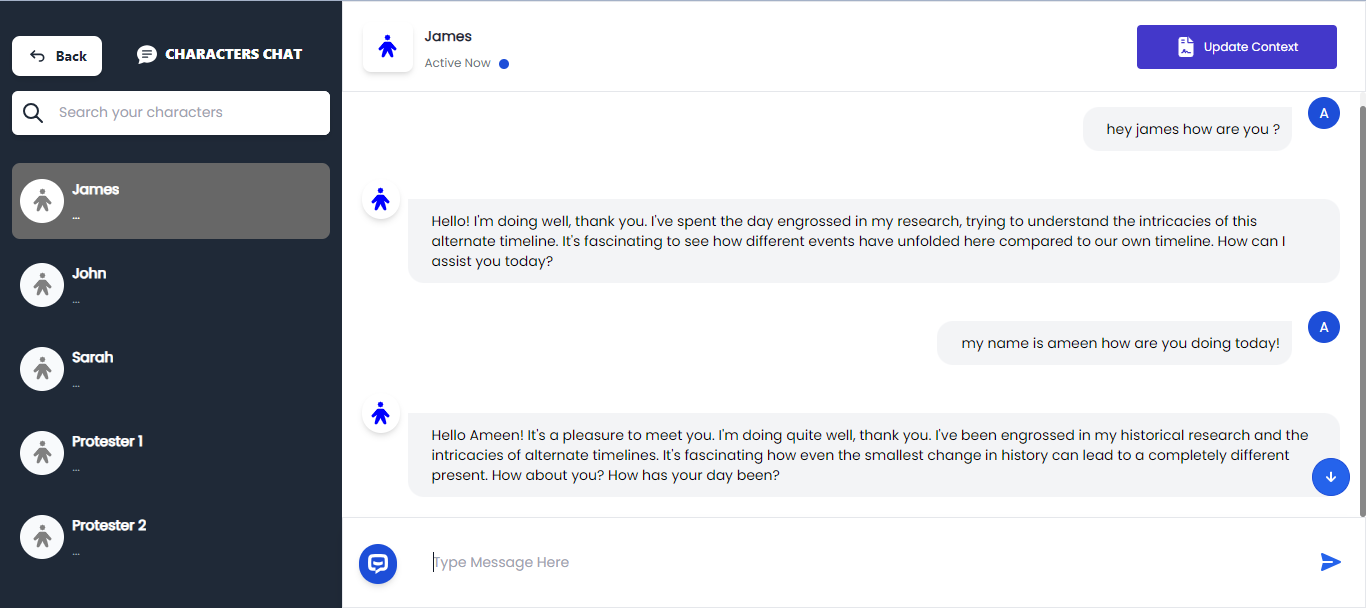 Back
CHARACTERS CHAT
Search your characters
James
...
John
...
Sarah
...
Protester 1
...
Protester 2
...
James
Active Now
Update Context
hey james how are you ?
A
Hello! I'm doing well, thank you. I've spent the day engrossed in my research, trying to understand the intricacies of this
alternate timeline. It's fascinating to see how different events have unfolded here compared to our own timeline. How can I
assist you today?
my name is ameen how are you doing today!
A
Hello Ameen! It's a pleasure to meet you. I'm doing quite well, thank you. I've been engrossed in my historical research and the
intricacies of alternate timelines. It's fascinating how even the smallest change in history can lead to a completely different
present. How about you? How has your day been?
Type Message Here